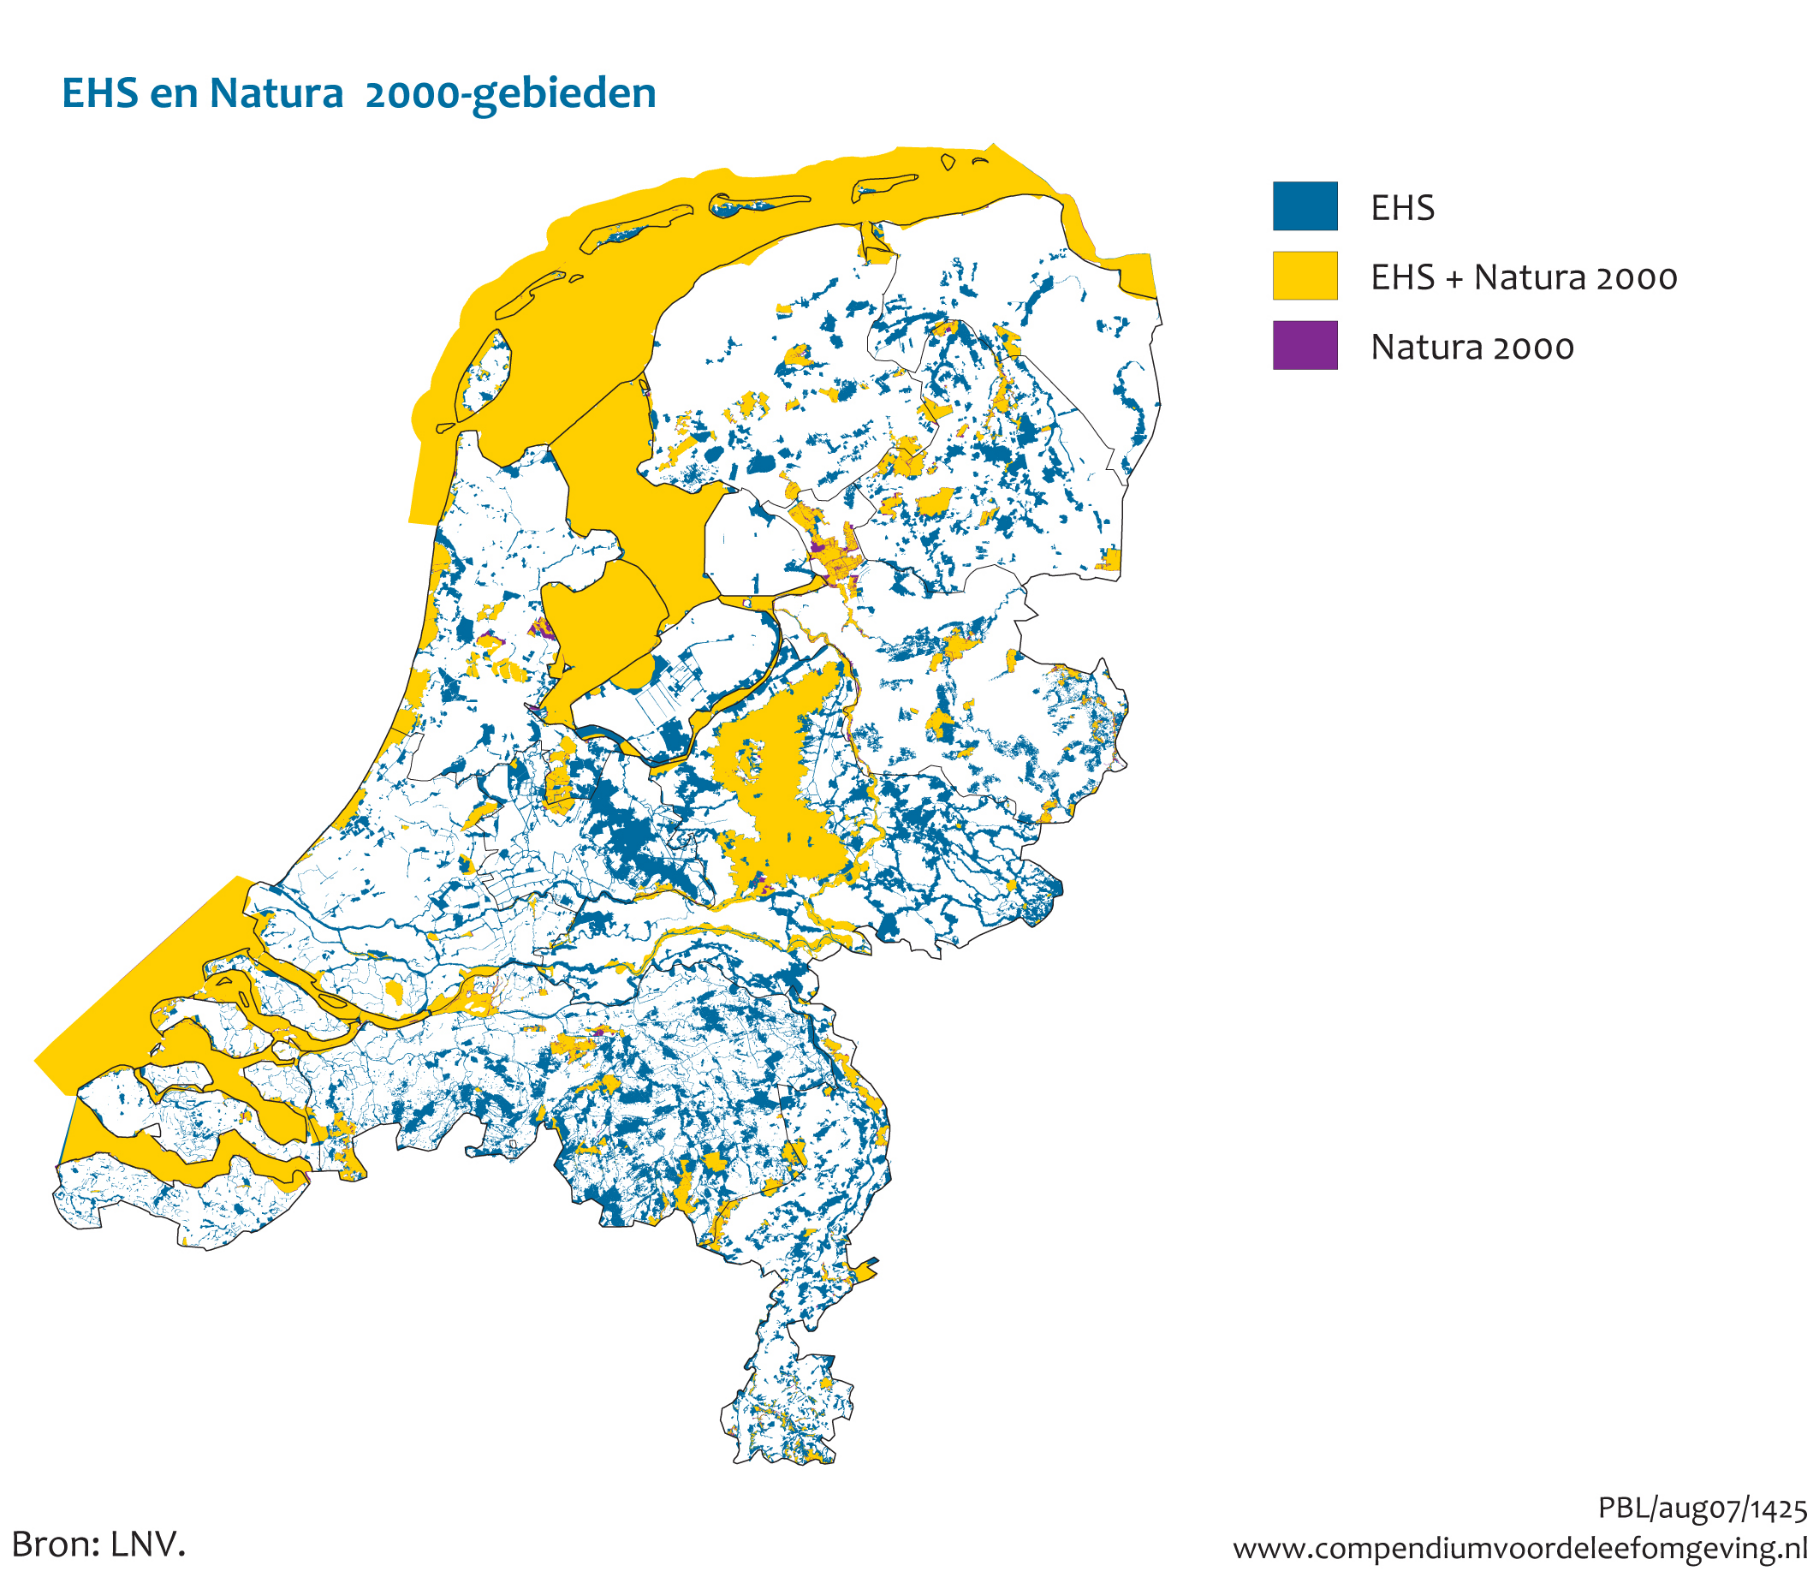 EHS en Natura 2000-gebieden
EHS
EHS + Natura 2000
Natura 2000
PBL/aug07/1425
Bron: LNV.
www.compendiumvoordeleefomgeving.nl